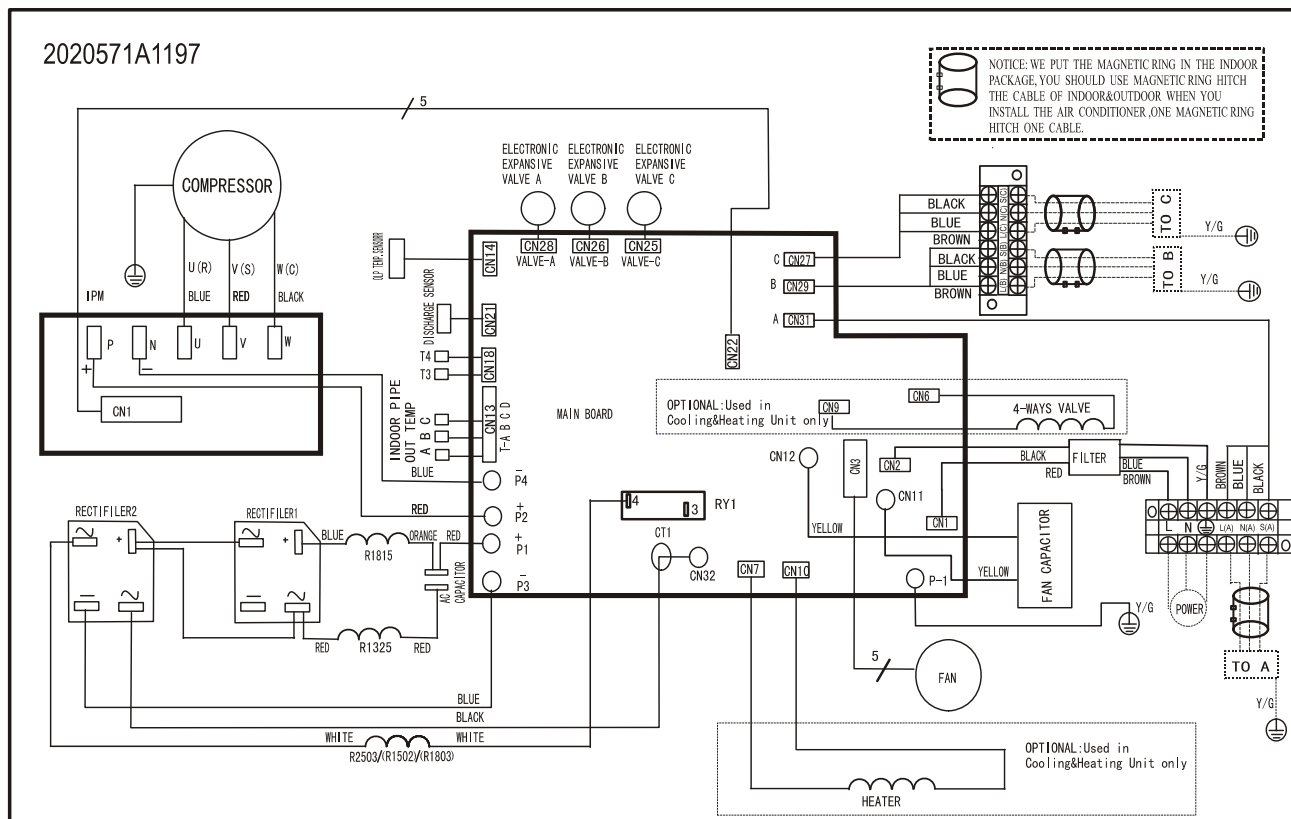 2020571A1197
NOTICE: WE PUT THE MAGNETIC RING IN THE INDOOR
PACKAGE, YOU SHOULD USE MAGNETIC RING HITCH
THE CABLE OF INDOOR&OUTDOOR WHEN YOU
INSTALL THE AIR CONDITIONER ,ONE MAGNETIC RING
HITCH ONE CABLE.
5
COMPRESSOR
ELECTRONIC
EXPANSIVE
VALVE A
ELECTRONIC
EXPANSIVE
VALVE B
ELECTRONIC
EXPANSIVE
VALVE C
CN28
VALVE-A
CN26
VALVE-B
CN25
VALVE-C
OLP TEMP.SENSORR
CN14
DISCHARGE SENSOR
CN21
T4
T3
CN18
INDOOR PIPE
OUT TEMP
A B C
CN13
T-A B C D
U(R)
V(S)
W(C)
BLUE
RED
BLACK
IPM
P
N
U
V
W
+
−
CN1
BLUE
RED
− P4
+ P2
+ P1
− P3
MAIN BOARD
CN22
C CN27
B CN29
A CN31
BLACK
BLUE
BROWN
BLACK
BLUE
BROWN
L(B) N(B) S(B) L(C) N(C) S(C)
TO C
Y/G
TO B
Y/G
OPTIONAL:Used in
Cooling&Heating Unit only
CN9
CN6
4-WAYS VALVE
CN12
CN3
CN2
CN11
CN1
BLACK
RED
FILTER
BLUE
BROWN
Y/G
BROWN
BLUE
BLACK
O
L N L(A) N(A) S(A)
O
POWER
TO A
Y/G
4
3
RY1
CT1
CN32
CN7
CN10
YELLOW
YELLOW
FAN CAPACITOR
P-1
Y/G
5
FAN
RECTIFILER2
+
−
RECTIFILER1
+
−
BLUE
R1815
ORANGE
RED
AC
CAPACITOR
RED
R1325
RED
BLUE
BLACK
WHITE
WHITE
R2503/(R1502)/(R1803)
OPTIONAL:Used in
Cooling&Heating Unit only
HEATER